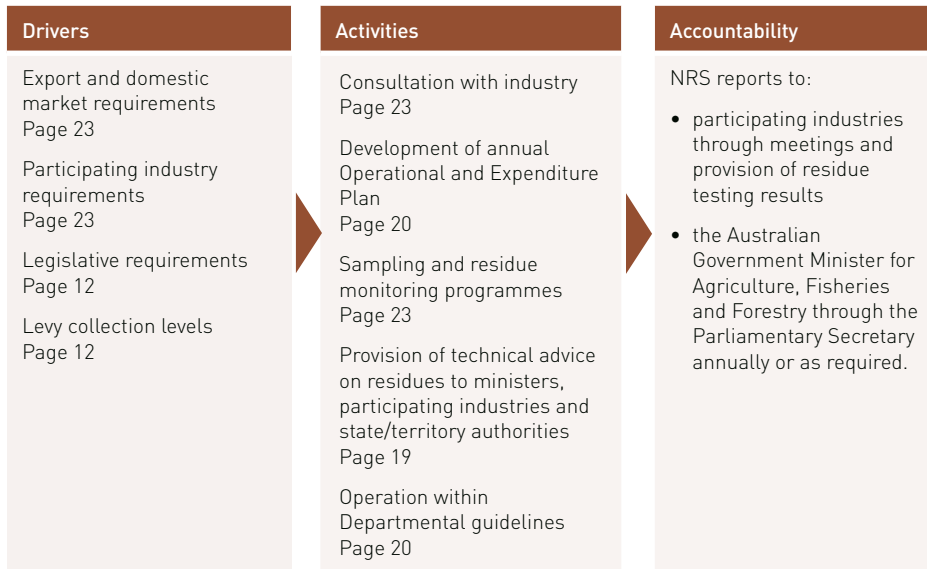 Drivers
Export and domestic
market requirements
Page 23
Participating industry
requirements
Page 23
Legislative requirements
Page 12
Levy collection levels
Page 12
Activities
Consultation with industry
Page 23
Development of annual
Operational and Expenditure
Plan
Page 20
Sampling and residue
monitoring programmes
Page 23
Provision of technical advice
on residues to ministers,
participating industries and
state/territory authorities
Page 19
Operation within
Departmental guidelines
Page 20
Accountability
NRS reports to:
• participating industries
through meetings and
provision of residue
testing results
• the Australian
Government Minister for
Agriculture, Fisheries
and Forestry through the
Parliamentary Secretary
annually or as required.